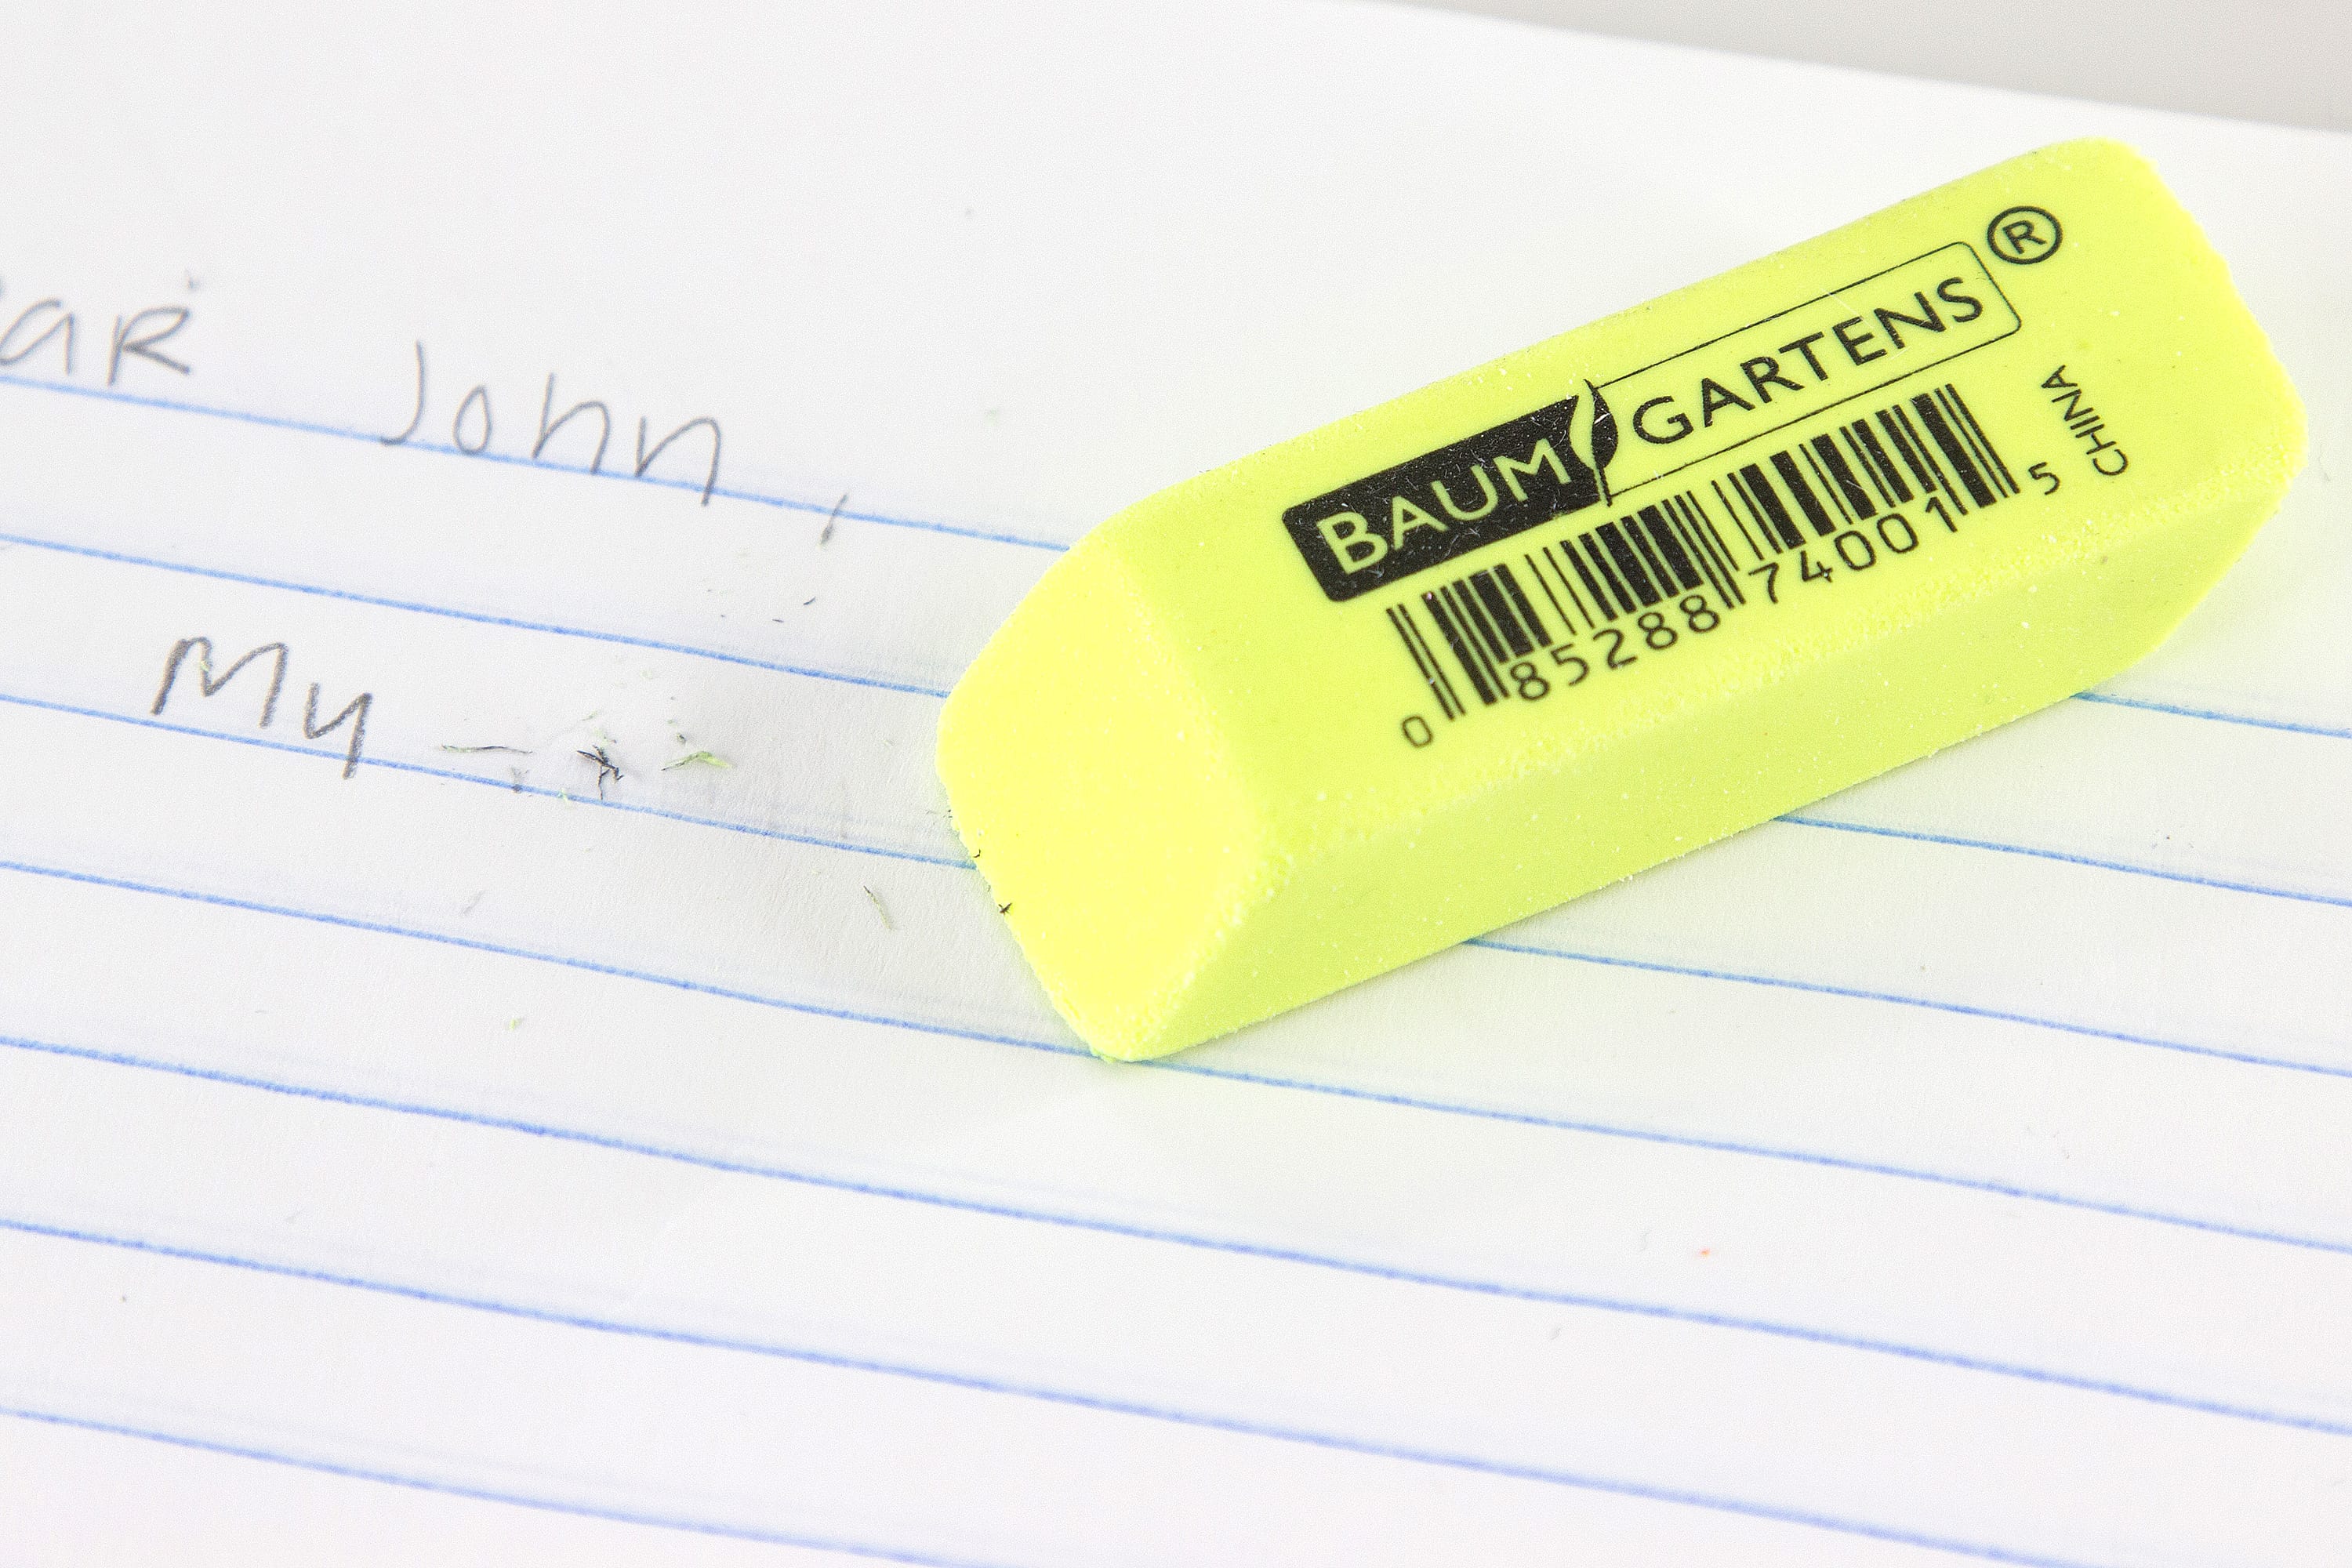 aR John,
My
BAUM GARTENS ®
CHINA
0 85288 74001 5